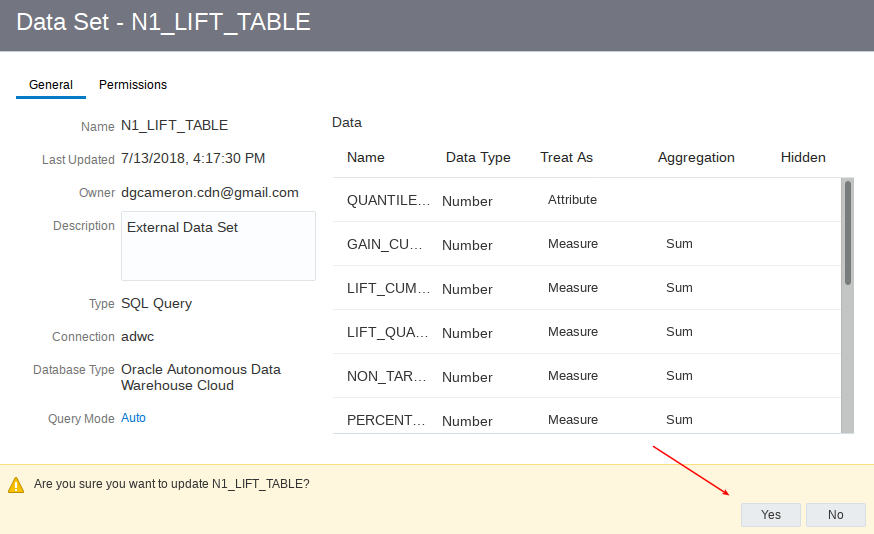 Data Set - N1_LIFT_TABLE
General Permissions
Name N1_LIFT_TABLE
Last Updated 7/13/2018, 4:17:30 PM
Owner dgcameron.cdn@gmail.com
Description External Data Set
Type SQL Query
Connection adwc
Database Type Oracle Autonomous Data
Warehouse Cloud
Query Mode Auto
Data
Name Data Type Treat As Aggregation Hidden
QUANTILE... Number Attribute
GAIN_CU... Number Measure Sum
LIFT_CUM... Number Measure Sum
LIFT_QUA... Number Measure Sum
NON_TAR... Number Measure Sum
PERCENT... Number Measure Sum
Are you sure you want to update N1_LIFT_TABLE?
Yes No